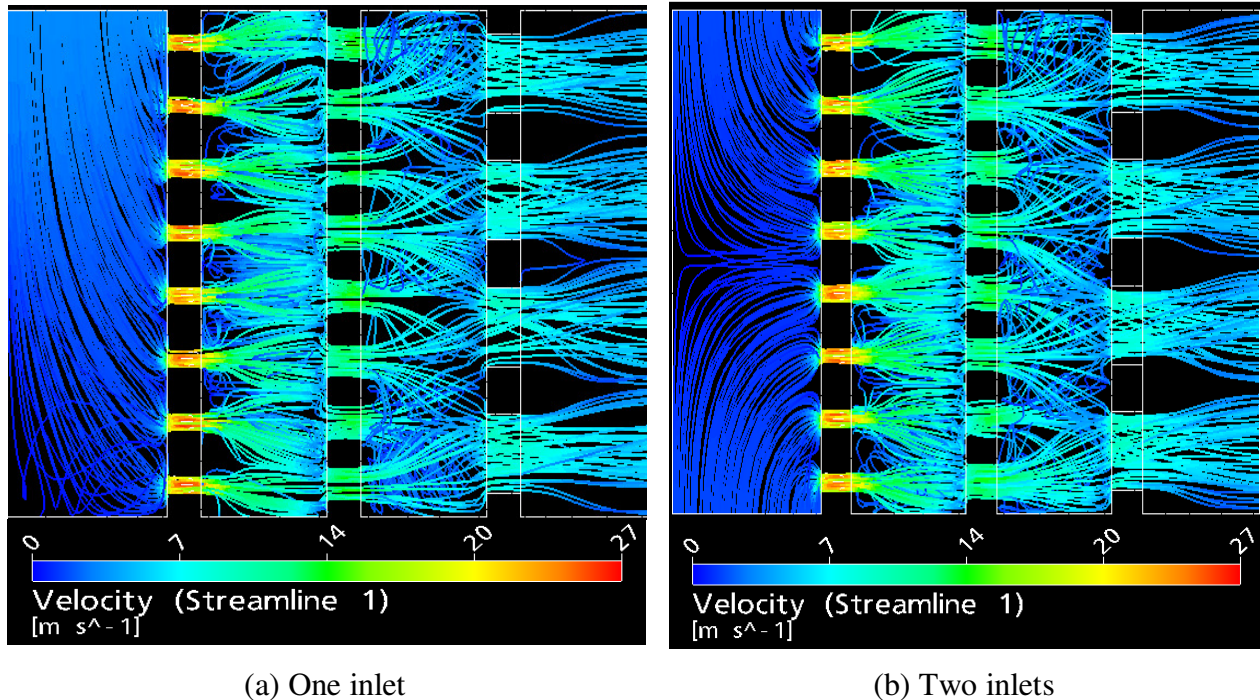 0 7 14 20 27
Velocity (Streamline 1)
[m s^-1]
(a) One inlet
0 7 14 20 27
Velocity (Streamline 1)
[m s^-1]
(b) Two inlets